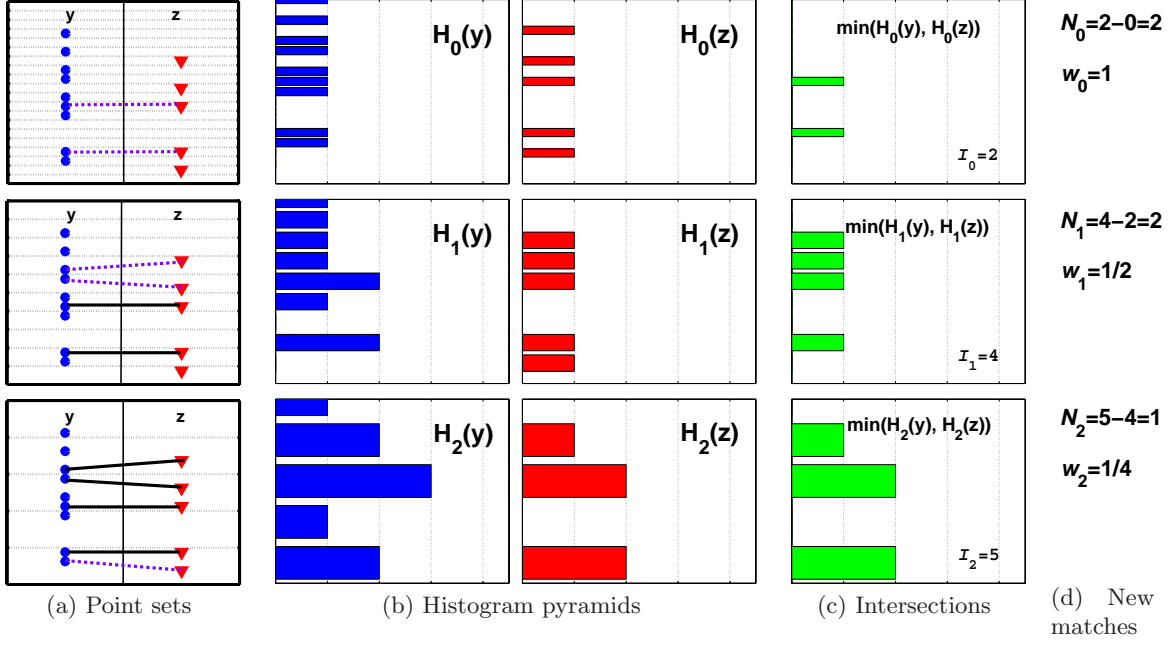 y z
H0(y)
H0(z)
min(H0(y), H0(z))
I0=2
N0=2−0=2
w0=1
y z
H1(y)
H1(z)
min(H1(y), H1(z))
I1=4
N1=4−2=2
w1=1/2
y z
H2(y)
H2(z)
min(H2(y), H2(z))
I2=5
N2=5−4=1
w2=1/4
(a) Point sets
(b) Histogram pyramids
(c) Intersections
(d) New
matches